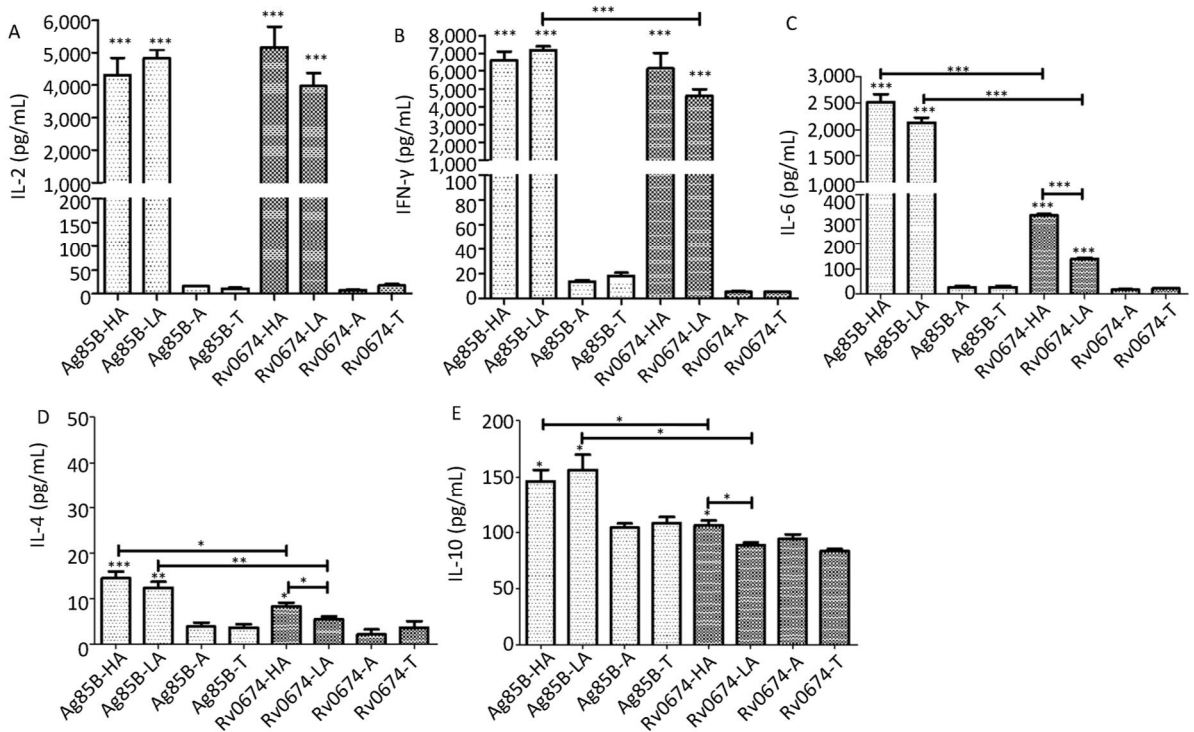 A
IL-2 (pg/mL)
6,000
5,000
4,000
3,000
2,000
1,000
200
150
100
50
0
***
***
***
***
Ag85B-HA
Ag85B-LA
Ag85B-A
Ag85B-T
Rv0674-HA
Rv0674-LA
Rv0674-A
Rv0674-T
B
IFN-γ (pg/mL)
8,000
7,000
6,000
5,000
4,000
3,000
2,000
1,000
100
80
60
40
20
0
***
***
***
***
***
Ag85B-HA
Ag85B-LA
Ag85B-A
Ag85B-T
Rv0674-HA
Rv0674-LA
Rv0674-A
Rv0674-T
C
IL-6 (pg/mL)
3,000
2,500
2,000
1,500
1,000
400
300
200
100
0
***
***
***
***
***
***
***
Ag85B-HA
Ag85B-LA
Ag85B-A
Ag85B-T
Rv0674-HA
Rv0674-LA
Rv0674-A
Rv0674-T
D
IL-4 (pg/mL)
50
40
30
20
10
0
*
**
***
**
*
*
Ag85B-HA
Ag85B-LA
Ag85B-A
Ag85B-T
Rv0674-HA
Rv0674-LA
Rv0674-A
Rv0674-T
E
IL-10 (pg/mL)
200
150
100
50
0
*
*
*
*
*
*
Ag85B-HA
Ag85B-LA
Ag85B-A
Ag85B-T
Rv0674-HA
Rv0674-LA
Rv0674-A
Rv0674-T